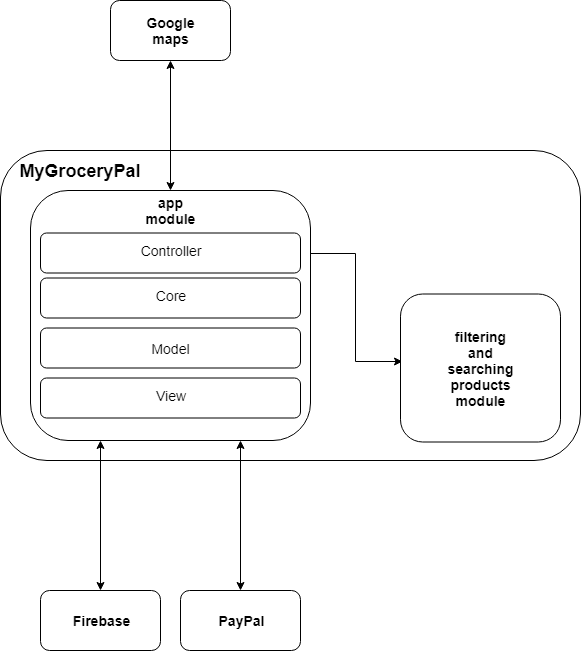 Google
maps
MyGroceryPal
app
module
Controller
Core
Model
View
filtering
and
searching
products
module
Firebase
PayPal